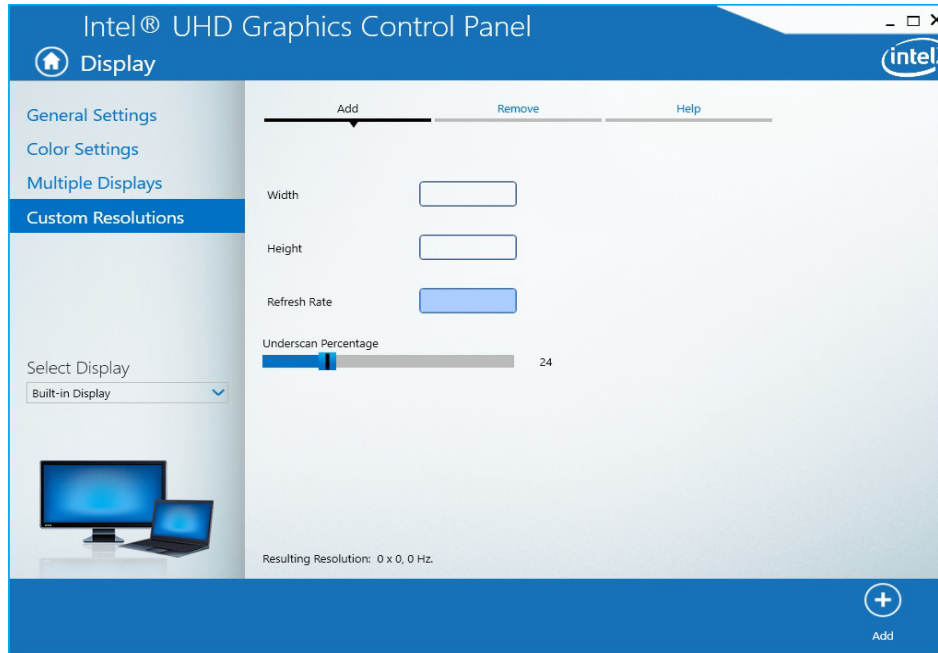 Intel® UHD Graphics Control Panel
Display
intel
General Settings
Color Settings
Multiple Displays
Custom Resolutions
Select Display
Built-in Display
Add Remove Help
Width
Height
Refresh Rate
Underscan Percentage
24
Resulting Resolution: 0 x 0, 0 Hz.
Add